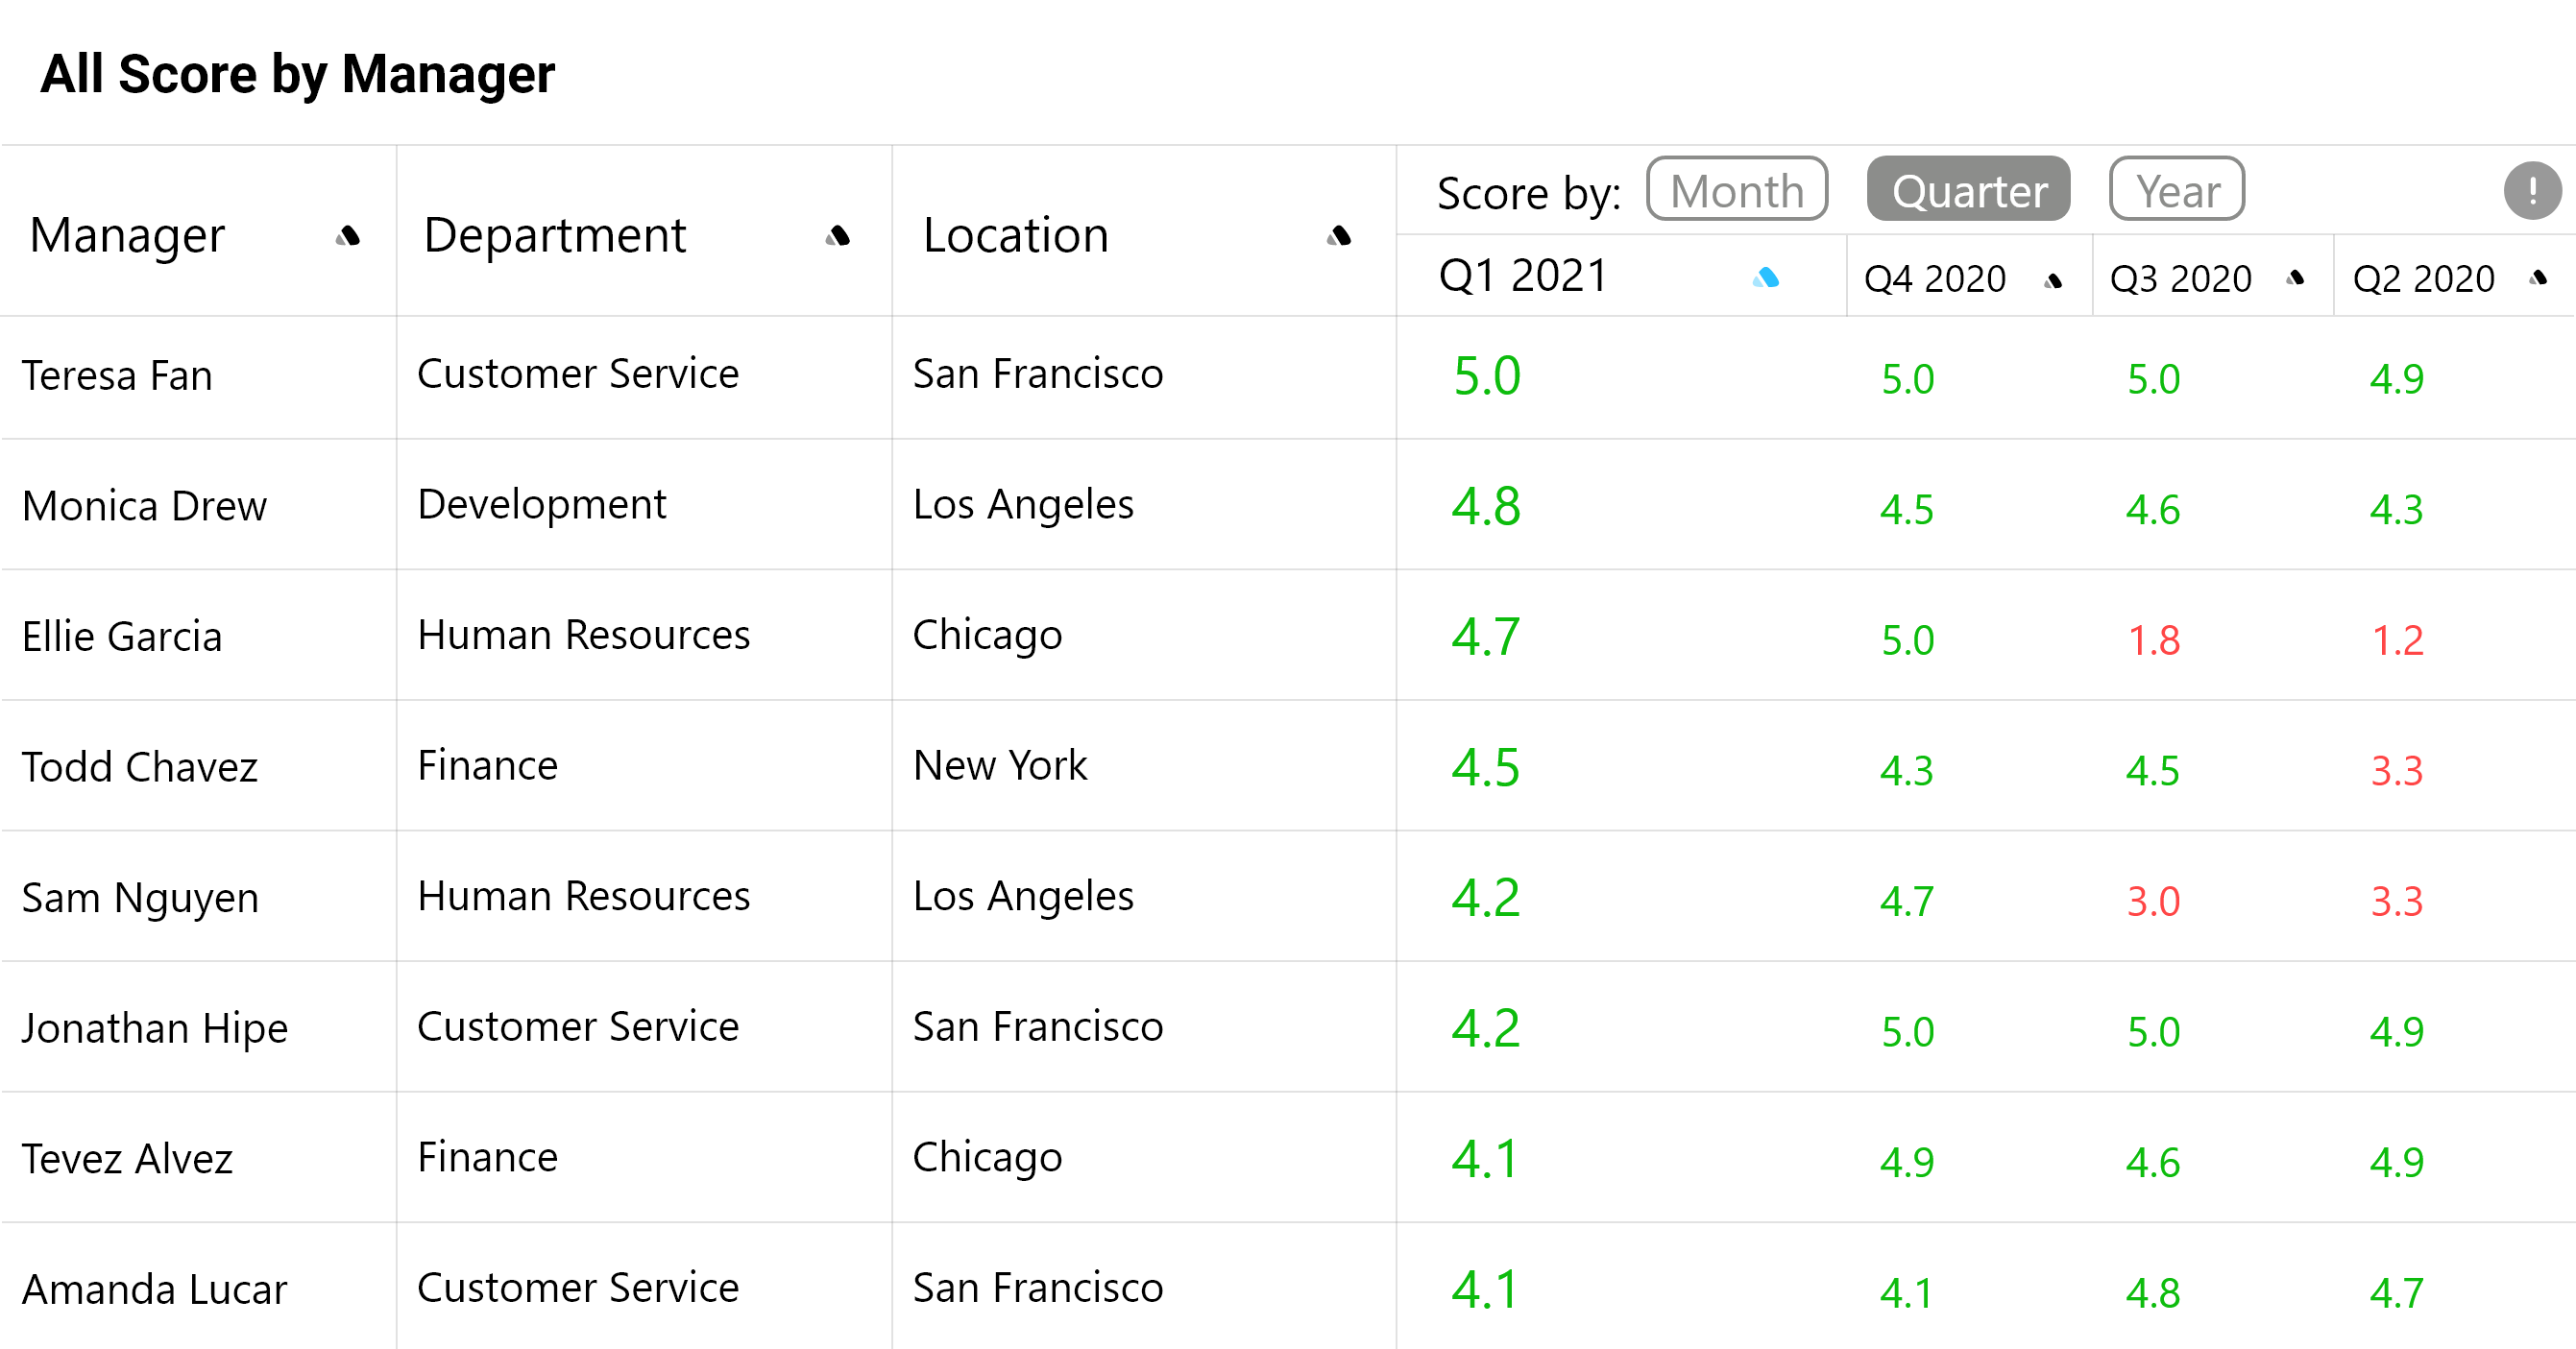 All Score by Manager
Manager Department Location Score by: Month Quarter Year !
Q1 2021 Q4 2020 Q3 2020 Q2 2020
Teresa Fan Customer Service San Francisco 5.0 5.0 5.0 4.9
Monica Drew Development Los Angeles 4.8 4.5 4.6 4.3
Ellie Garcia Human Resources Chicago 4.7 5.0 1.8 1.2
Todd Chavez Finance New York 4.5 4.3 4.5 3.3
Sam Nguyen Human Resources Los Angeles 4.2 4.7 3.0 3.3
Jonathan Hipe Customer Service San Francisco 4.2 5.0 5.0 4.9
Tevez Alvez Finance Chicago 4.1 4.9 4.6 4.9
Amanda Lucar Customer Service San Francisco 4.1 4.1 4.8 4.7